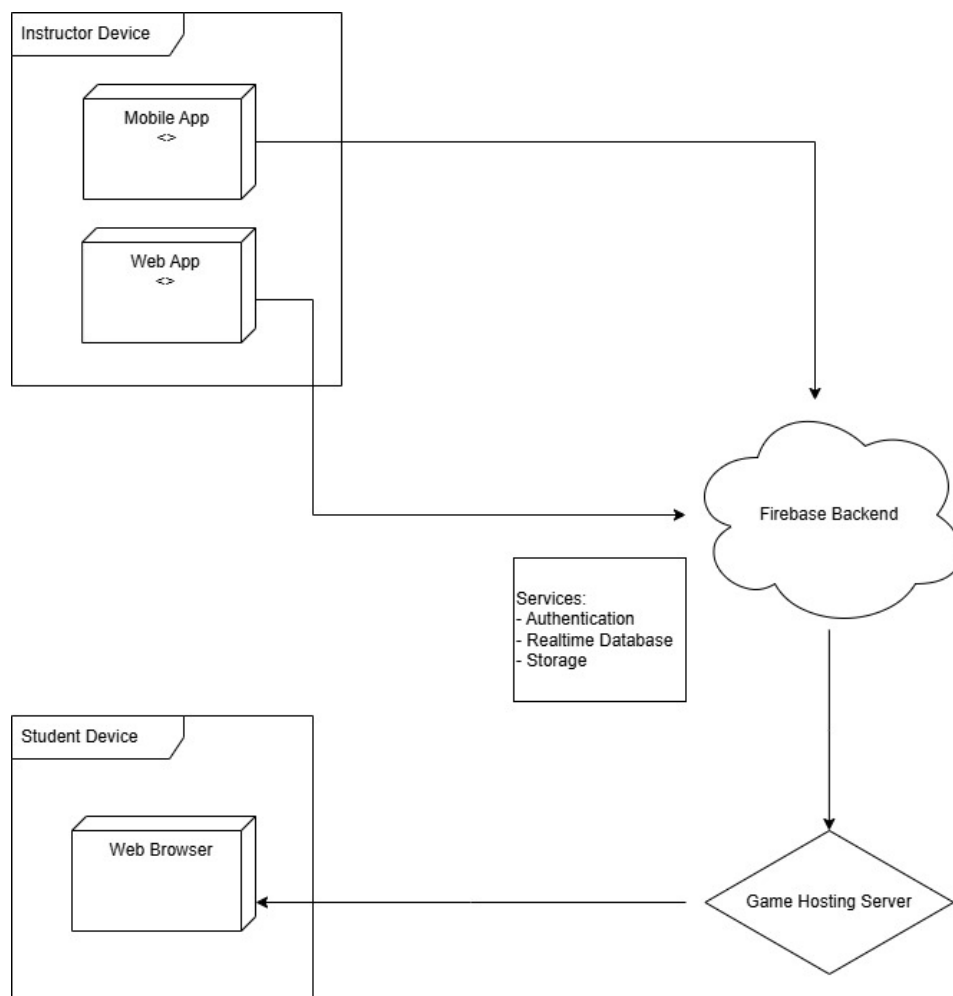 Instructor Device
Mobile App
<>
Web App
<>
Firebase Backend
Services:
- Authentication
- Realtime Database
- Storage
Student Device
Web Browser
Game Hosting Server